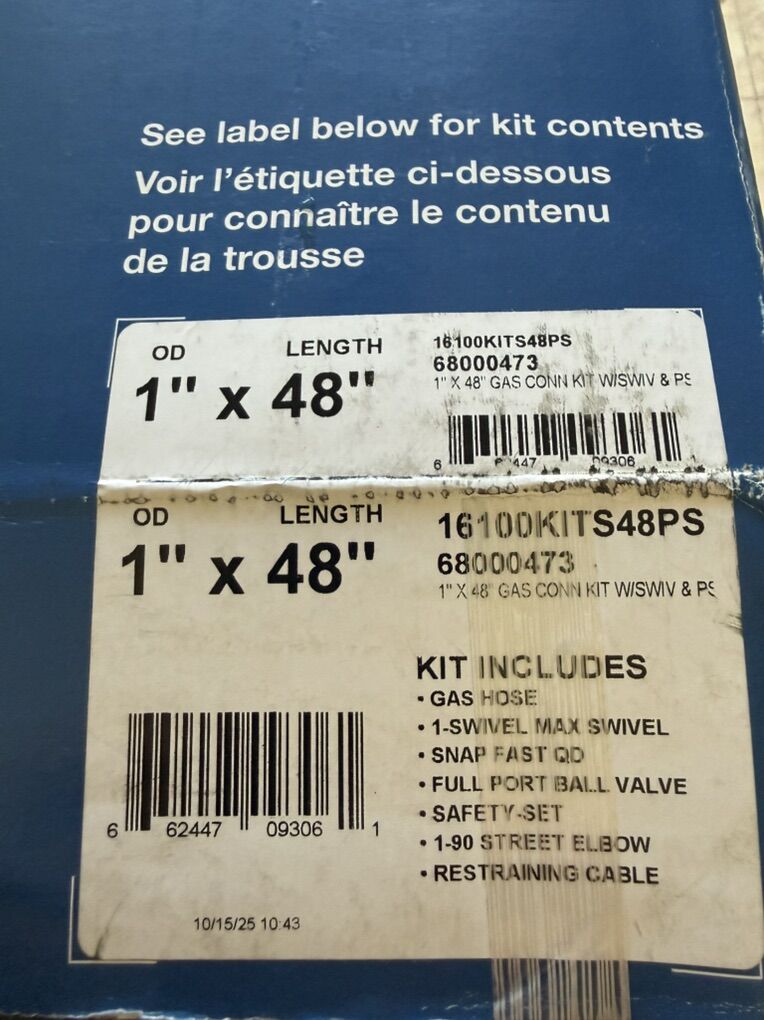 See label below for kit contents
Voir l'étiquette ci-dessous
pour connaître le contenu
de la trousse
OD LENGTH
1" x 48"
16100KITS48PS
68000473
1" X 48" GAS CONN KIT W/SWIV & PS
6 447 09306 1
OD LENGTH
1" x 48"
16100KITS48PS
68000473
1" X 48" GAS CONN KIT W/SWIV & PS
KIT INCLUDES
• GAS HOSE
• 1-SWIVEL MAX SWIVEL
• SNAP FAST QD
• FULL PORT BALL VALVE
• SAFETY-SET
• 1-90 STREET ELBOW
• RESTRAINING CABLE
6 62447 09306 1
10/15/25 10:43